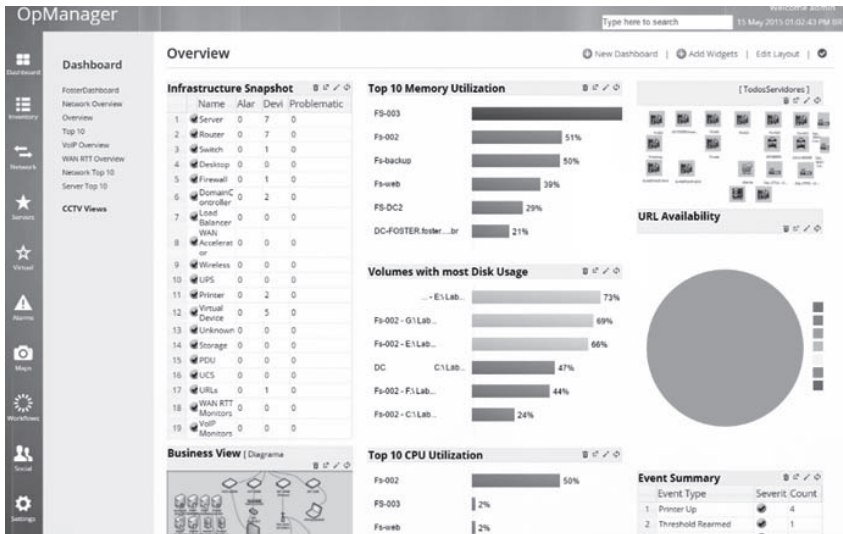 OpManager
Welcome admin
Type here to search
15 May 2015 01:02:43 PM BR
Dashboard
Inventory
Network
Servers
Virtual
Alarms
Maps
Workflows
Social
Settings
Dashboard
FosterDashboard
Network Overview
Overview
Top 10
VoIP Overview
WAN RTT Overview
Network Top 10
Server Top 10
CCTV Views
Overview
New Dashboard | Add Widgets | Edit Layout |
Infrastructure Snapshot
Name Alar Devi Problematic
1 Server 0 7 0
2 Router 0 7 0
3 Switch 0 1 0
4 Desktop 0 0 0
5 Firewall 0 1 0
6 DomainC ontroller 0 2 0
7 Load Balancer 0 0 0
8 WAN Accelerat or 0 0 0
9 Wireless 0 0 0
10 UPS 0 0 0
11 Printer 0 2 0
12 Virtual Device 0 5 0
13 Unknown 0 0 0
14 Storage 0 0 0
15 PDU 0 0 0
16 UCS 0 0 0
17 URLs 0 1 0
18 WAN RTT Monitors 0 0 0
19 VoIP Monitors 0 0 0
Business View [ Diagrama
Top 10 Memory Utilization
FS-003
Fs-002 51%
Fs-backup 50%
Fs-web 39%
FS-DC2 29%
DC-FOSTER.foster....br 21%
Volumes with most Disk Usage
... - E:\ Lab... 73%
Fs-002 - G:\ Lab... 69%
Fs-002 - E:\ Lab... 66%
DC C:\ Lab... 47%
Fs-002 - F:\ Lab... 44%
Fs-002 - C:\ Lab... 24%
Top 10 CPU Utilization
Fs-002 50%
FS-003 2%
Fs-web 2%
[ TodosServidores ]
URL Availability
Event Summary
Event Type Severit Count
1 Printer Up 4
2 Threshold Rearmed 1